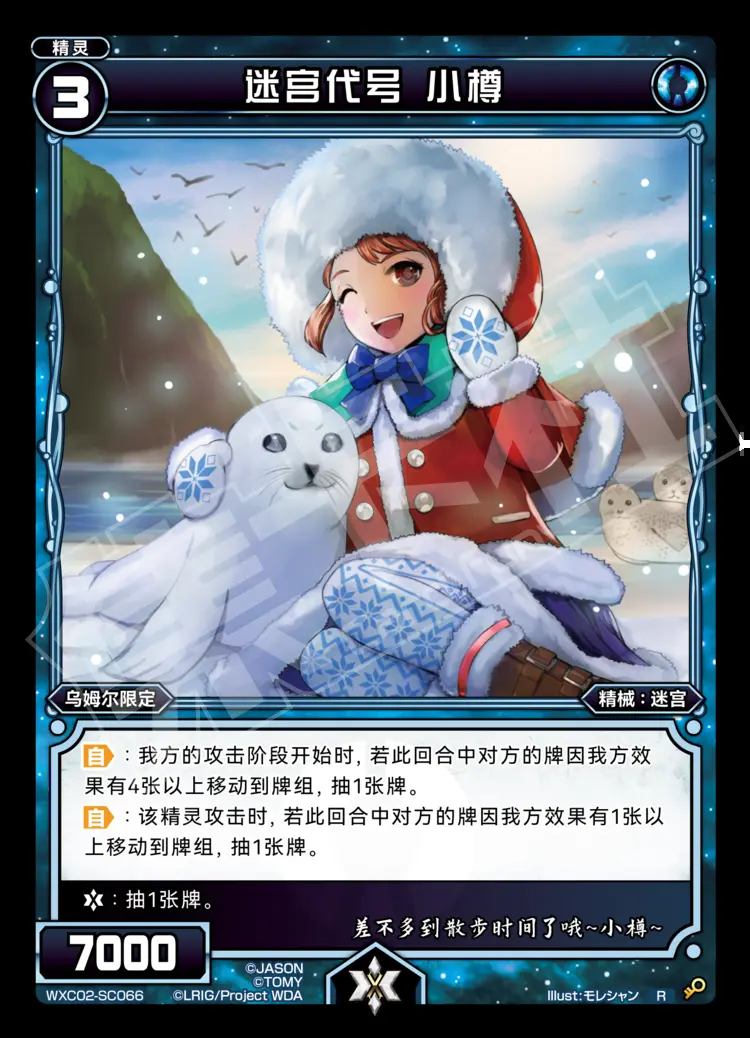 精灵
3
迷宫代号 小樽
乌姆尔限定
精械：迷宫
自：我方的攻击阶段开始时, 若此回合中对方的牌因我方效
果有4张以上移动到牌组, 抽1张牌。
自：该精灵攻击时, 若此回合中对方的牌因我方效果有1张以
上移动到牌组, 抽1张牌。
：抽1张牌。
差不多到散步时间了哦~小樽~
7000
©JASON
©TOMY
WXC02-SC066 ©LRIG/Project WDA
Illust:モレシャン R